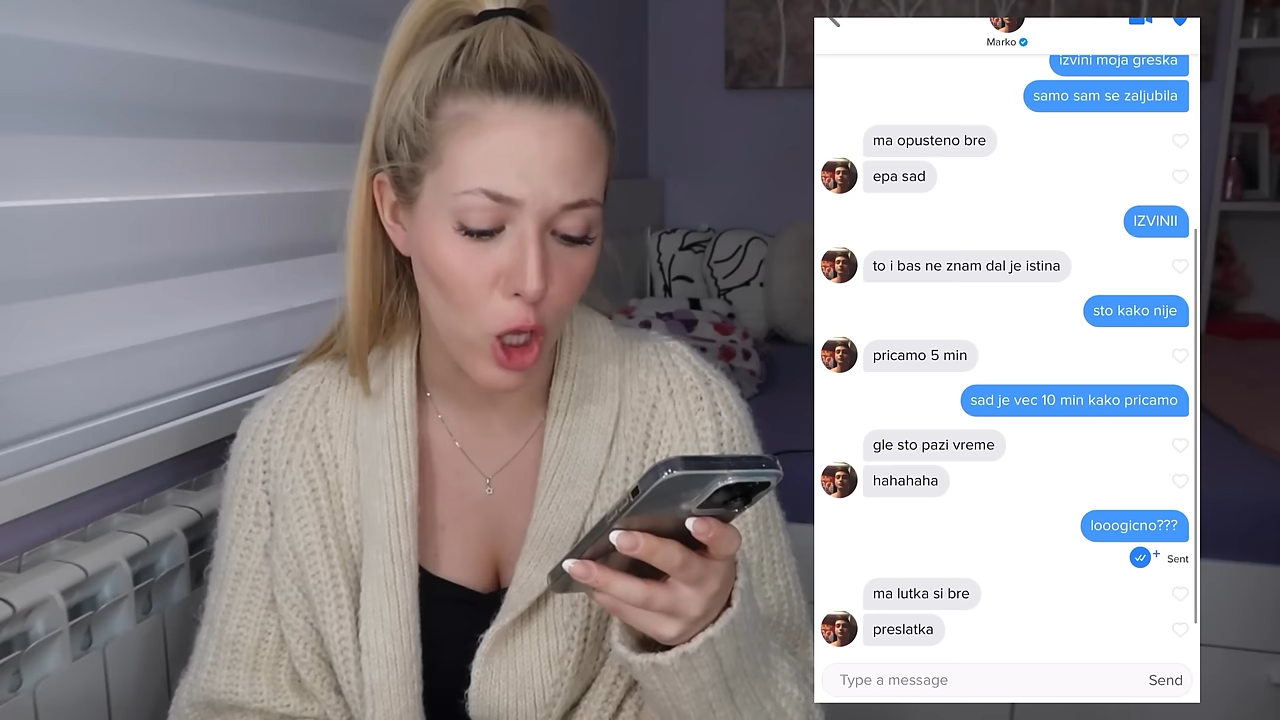 Marko
izvini moja greska
samo sam se zaljubila
ma opusteno bre
epa sad
IZVINII
to i bas ne znam dal je istina
sto kako nije
pricamo 5 min
sad je vec 10 min kako pricamo
gle sto pazi vreme
hahahaha
looogicno???
Sent
ma lutka si bre
preslatka
Type a message
Send